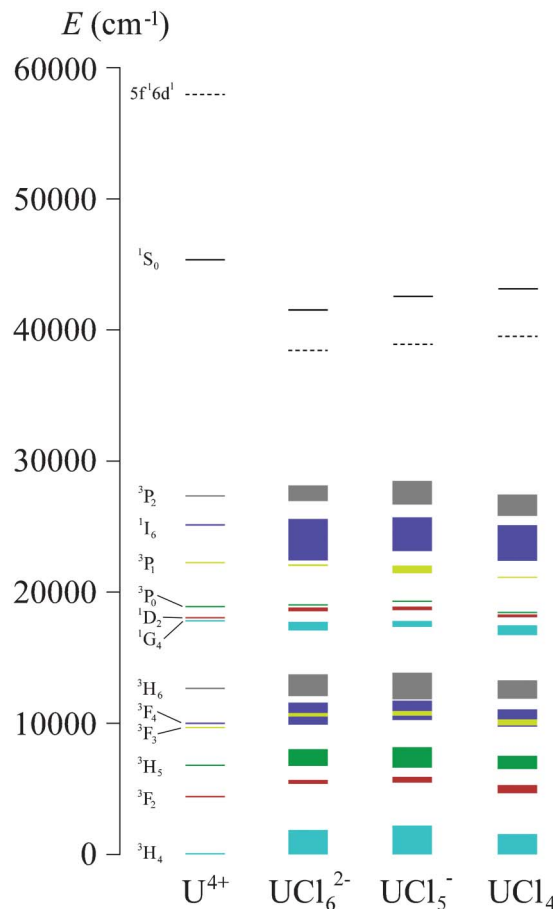 E (cm⁻¹)
60000
5f¹6d¹
50000
¹S₀
40000
30000
³P₂
¹I₆
³P₁
20000
³P₀
¹D₂
¹G₄
³H₆
10000
³F₄
³F₃
³H₅
³F₂
0
³H₄
U⁴⁺ UCl₆²⁻ UCl₅⁻ UCl₄